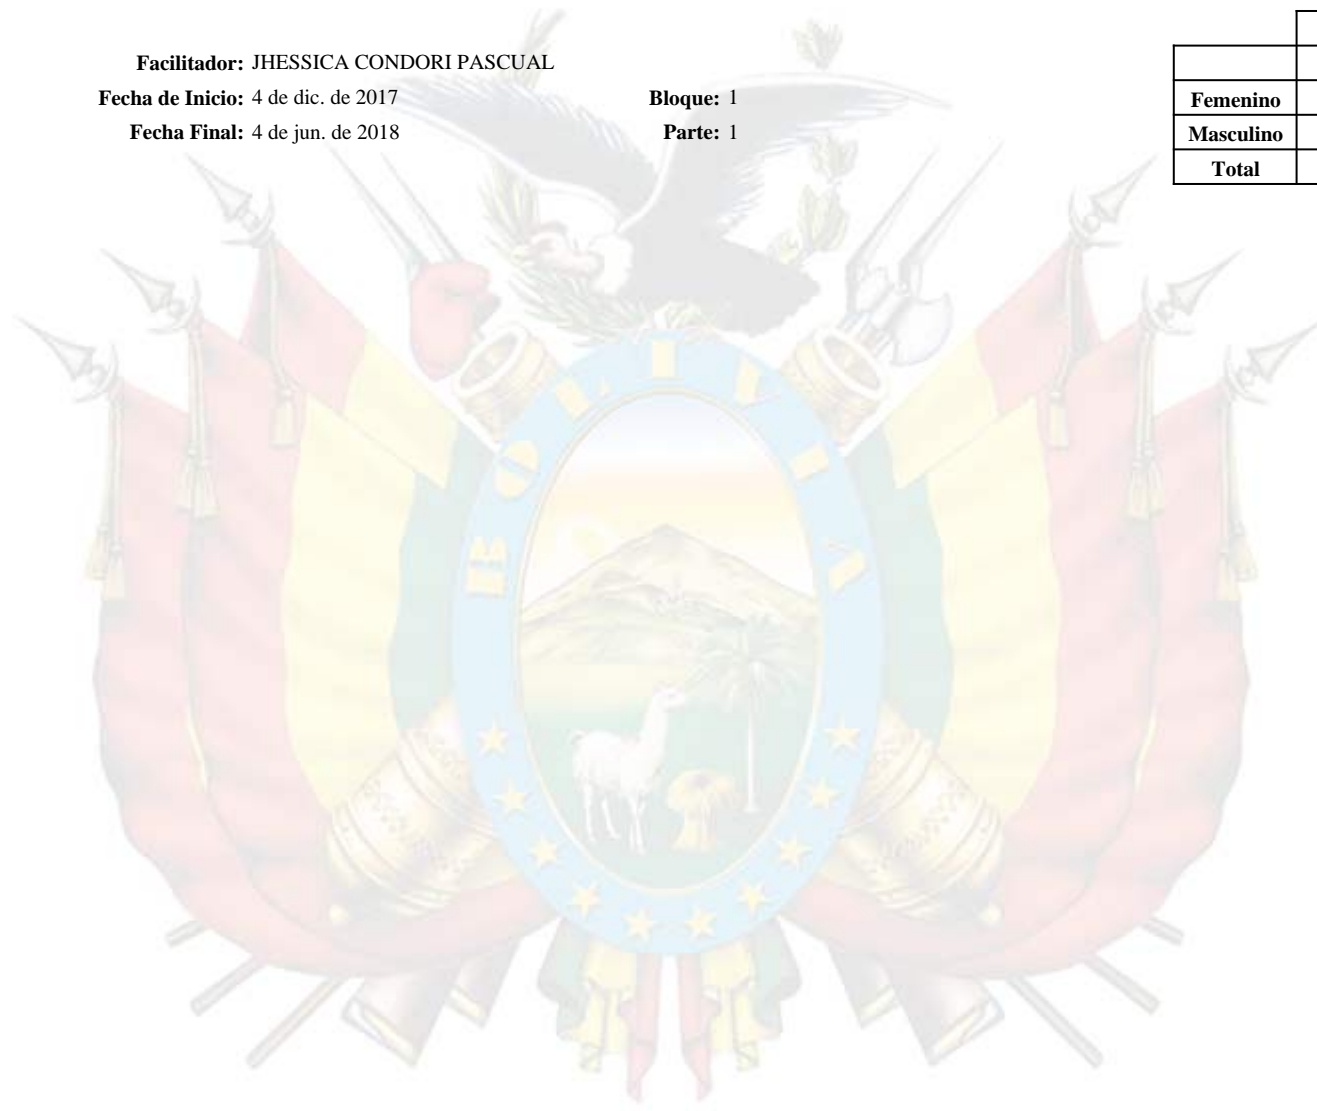 Facilitador: JHESSICA CONDORI PASCUAL
Fecha de Inicio: 4 de dic. de 2017 Bloque: 1
Fecha Final: 4 de jun. de 2018 Parte: 1
Femenino
Masculino
Total
BOLIVIA